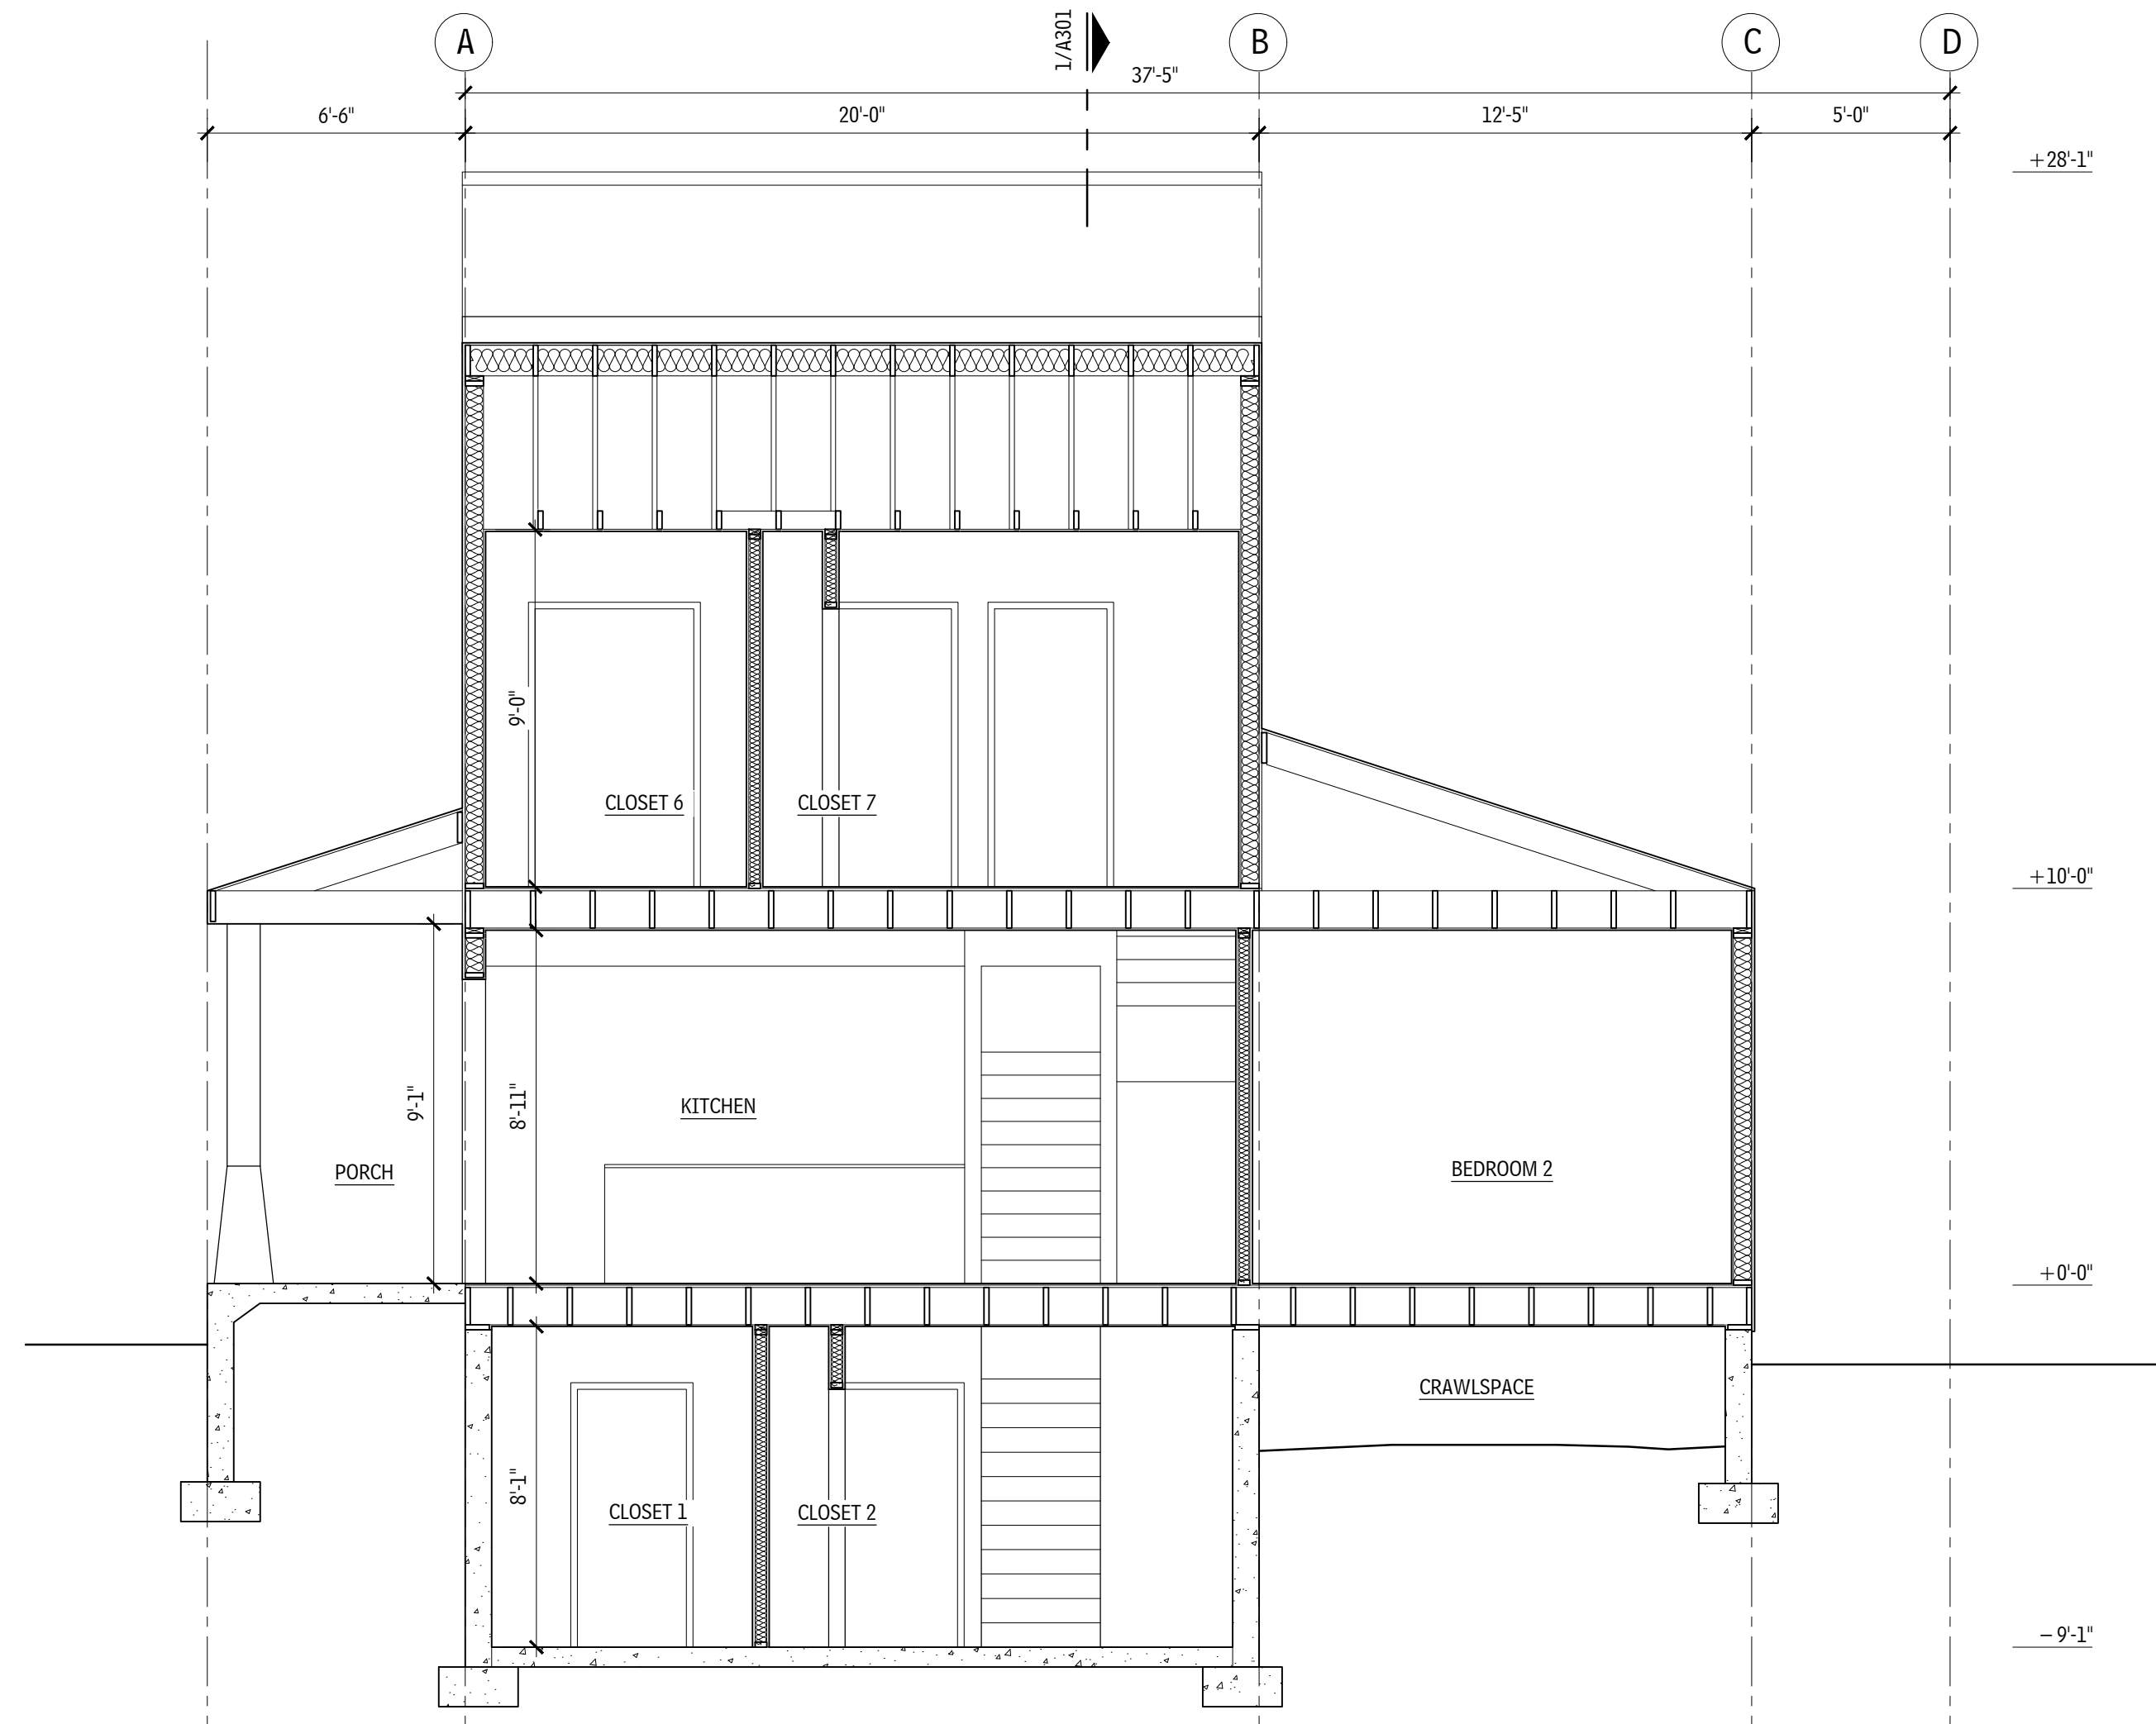 A
1/A301
B
C
D
37'-5"
6'-6"
20'-0"
12'-5"
5'-0"
+28'-1"
9'-0"
CLOSET 6
CLOSET 7
+10'-0"
9'-1"
8'-11"
KITCHEN
PORCH
BEDROOM 2
+0'-0"
CRAWLSPACE
8'-1"
CLOSET 1
CLOSET 2
−9'-1"